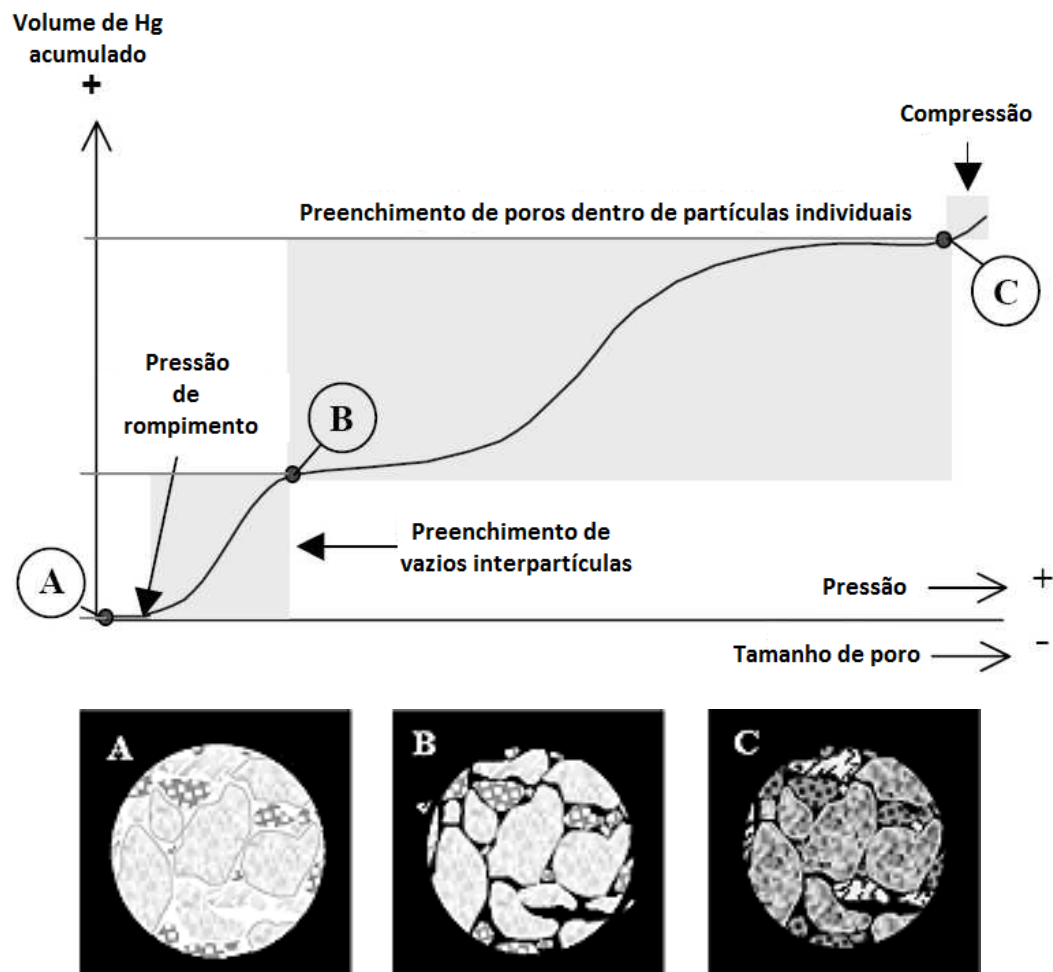 Volume de Hg
acumulado
+
Compressão
Preenchimento de poros dentro de partículas individuais
C
Pressão
de
rompimento
B
Preenchimento de
vazios interpartículas
A
Pressão
+
Tamanho de poro
-
A
B
C